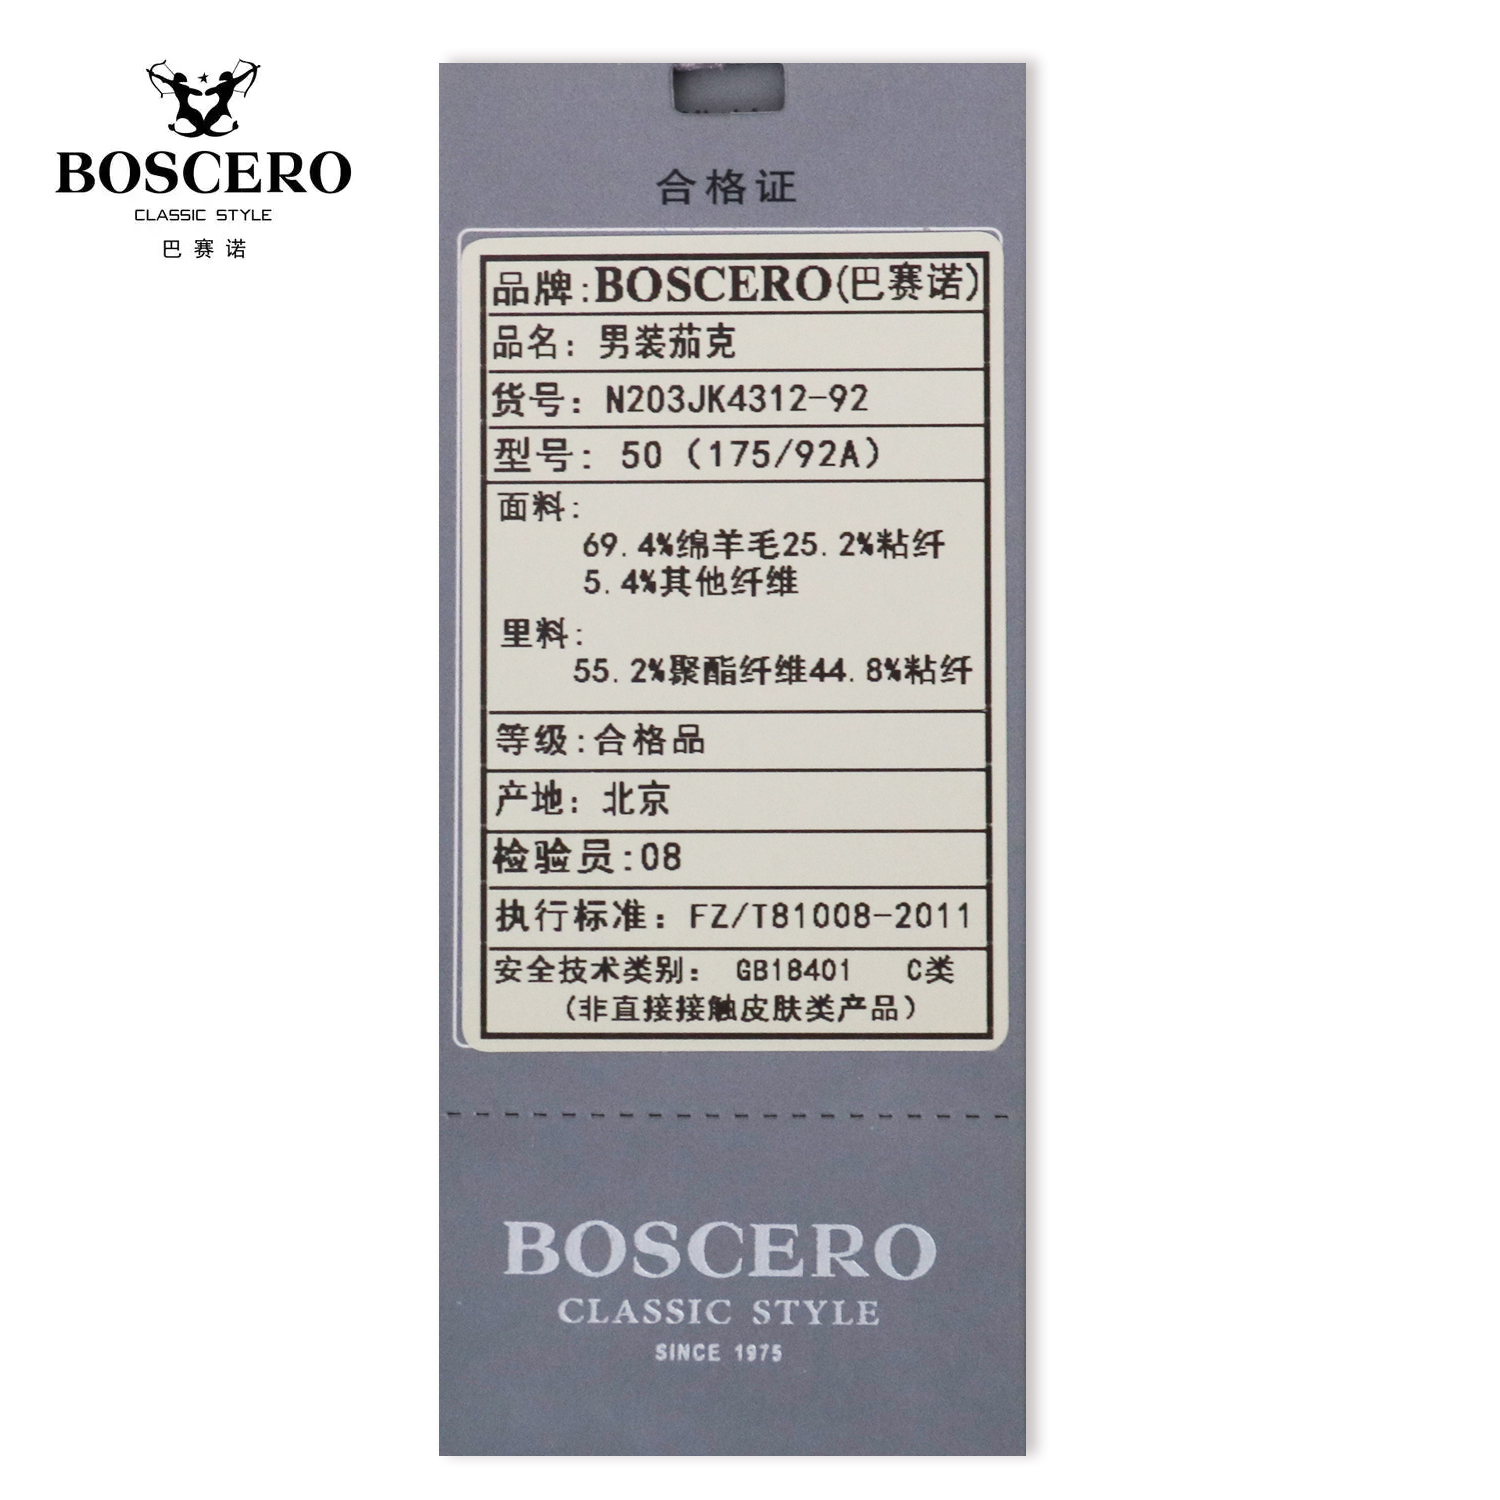 BOSCERO
CLASSIC STYLE
巴赛诺
合格证
品牌:BOSCERO(巴赛诺)
品名：男装茄克
货号：N203JK4312-92
型号：50（175/92A）
面料:
69.4%绵羊毛25.2%粘纤
5.4%其他纤维
里料:
55.2%聚酯纤维44.8%粘纤
等级:合格品
产地：北京
检验员:08
执行标准：FZ/T81008-2011
安全技术类别： GB18401 C类
（非直接接触皮肤类产品）
BOSCERO
CLASSIC STYLE
SINCE 1975